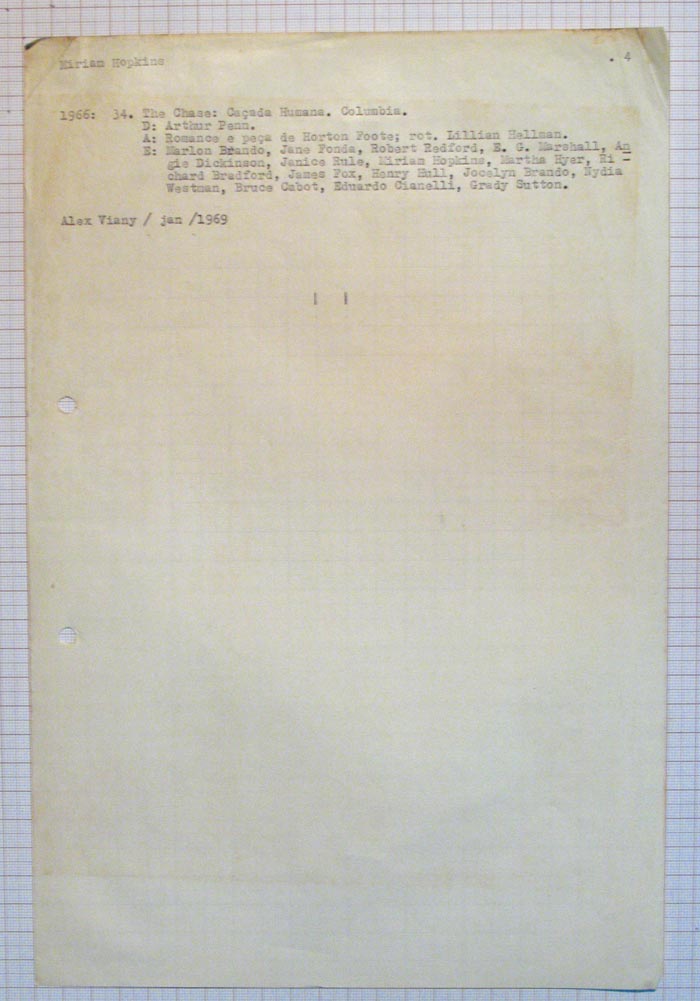 Miriam Hopkins . 4
1966: 34. The Chase: Caçada Humana. Columbia.
D: Arthur Penn.
A: Romance e peça de Horton Foote; rot. Lillian Hellman.
E: Marlon Brando, Jane Fonda, Robert Redford, E. G. Marshall, An
gie Dickinson, Janice Rule, Miriam Hopkins, Martha Hyer, Ri-
chard Bradford, James Fox, Henry Hull, Jocelyn Brando, Nydia
Westman, Bruce Cabot, Eduardo Cianelli, Grady Sutton.
Alex Viany / jan /1969